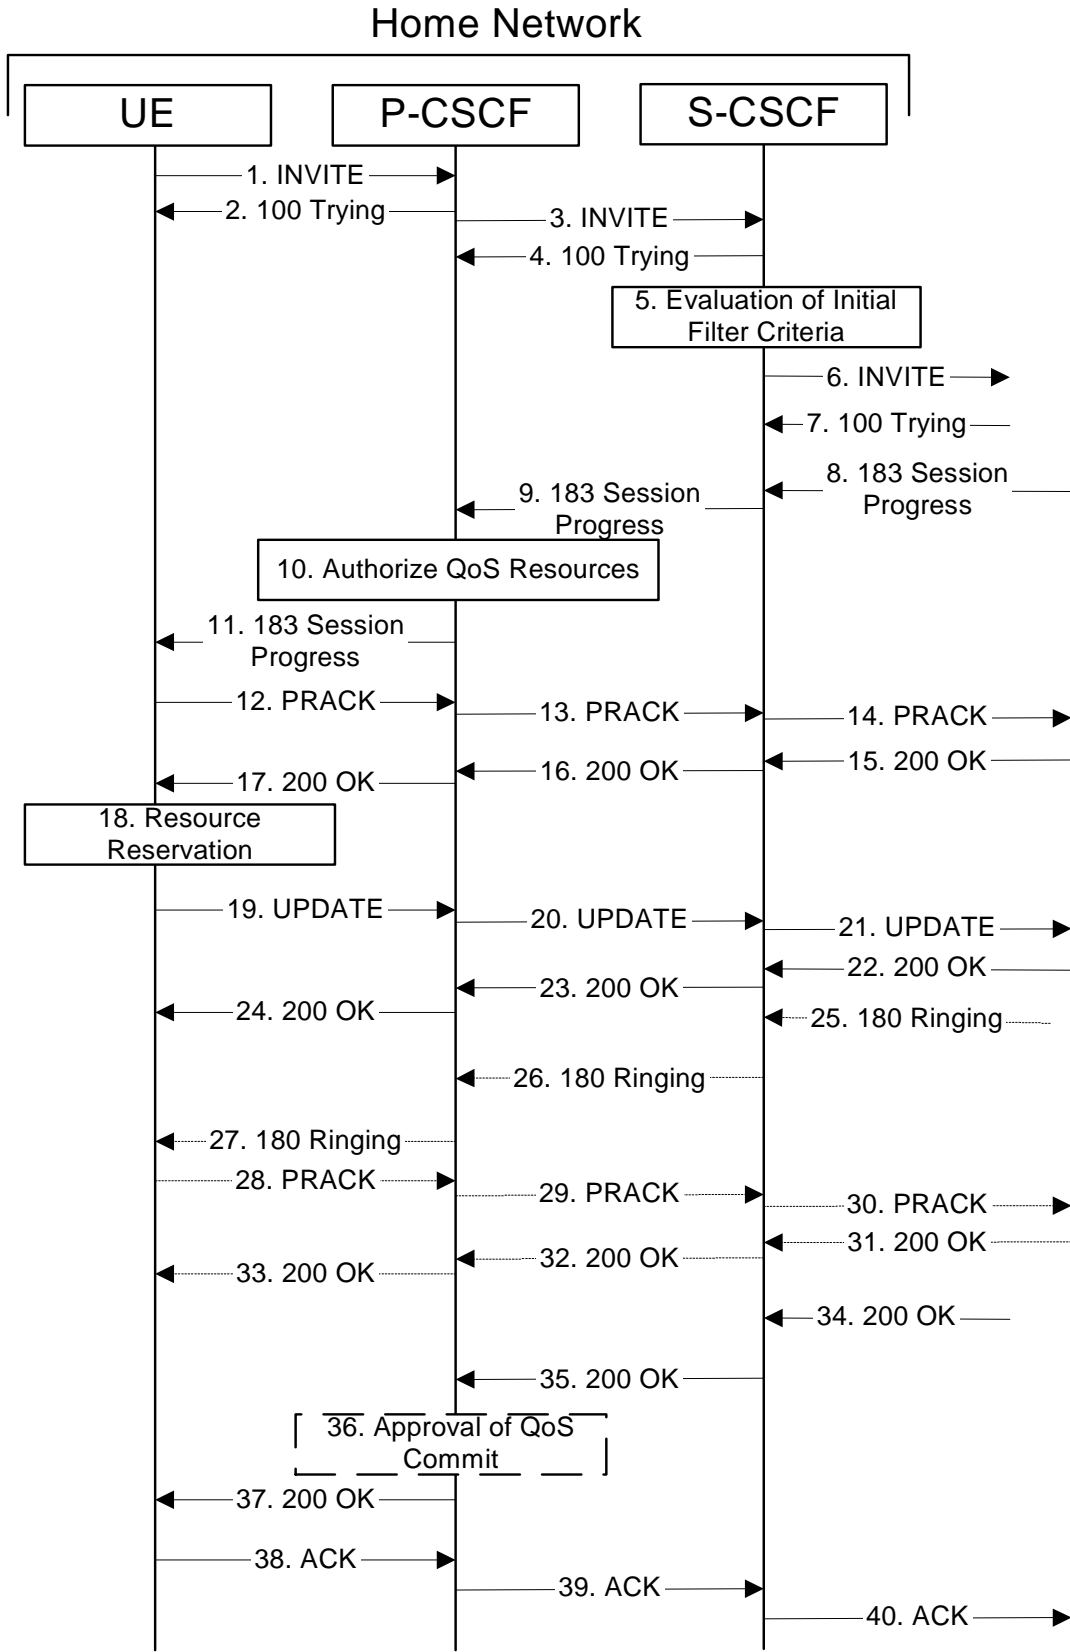 Home Network
UE
P-CSCF
S-CSCF
1. INVITE
2. 100 Trying
3. INVITE
4. 100 Trying
5. Evaluation of Initial
Filter Criteria
6. INVITE
7. 100 Trying
8. 183 Session
Progress
9. 183 Session
Progress
10. Authorize QoS Resources
11. 183 Session
Progress
12. PRACK
13. PRACK
14. PRACK
15. 200 OK
16. 200 OK
17. 200 OK
18. Resource
Reservation
19. UPDATE
20. UPDATE
21. UPDATE
22. 200 OK
23. 200 OK
24. 200 OK
25. 180 Ringing
26. 180 Ringing
27. 180 Ringing
28. PRACK
29. PRACK
30. PRACK
31. 200 OK
32. 200 OK
33. 200 OK
34. 200 OK
35. 200 OK
36. Approval of QoS
Commit
37. 200 OK
38. ACK
39. ACK
40. ACK